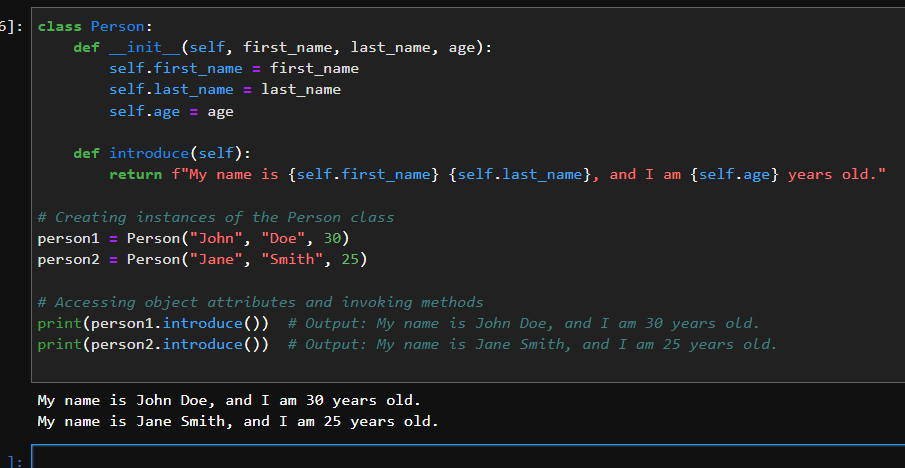 6]:
class Person:
    def __init__(self, first_name, last_name, age):
        self.first_name = first_name
        self.last_name = last_name
        self.age = age
    def introduce(self):
        return f"My name is {self.first_name} {self.last_name}, and I am {self.age} years old."
# Creating instances of the Person class
person1 = Person("John", "Doe", 30)
person2 = Person("Jane", "Smith", 25)
# Accessing object attributes and invoking methods
print(person1.introduce())  # Output: My name is John Doe, and I am 30 years old.
print(person2.introduce())  # Output: My name is Jane Smith, and I am 25 years old.
My name is John Doe, and I am 30 years old.
My name is Jane Smith, and I am 25 years old.
]: